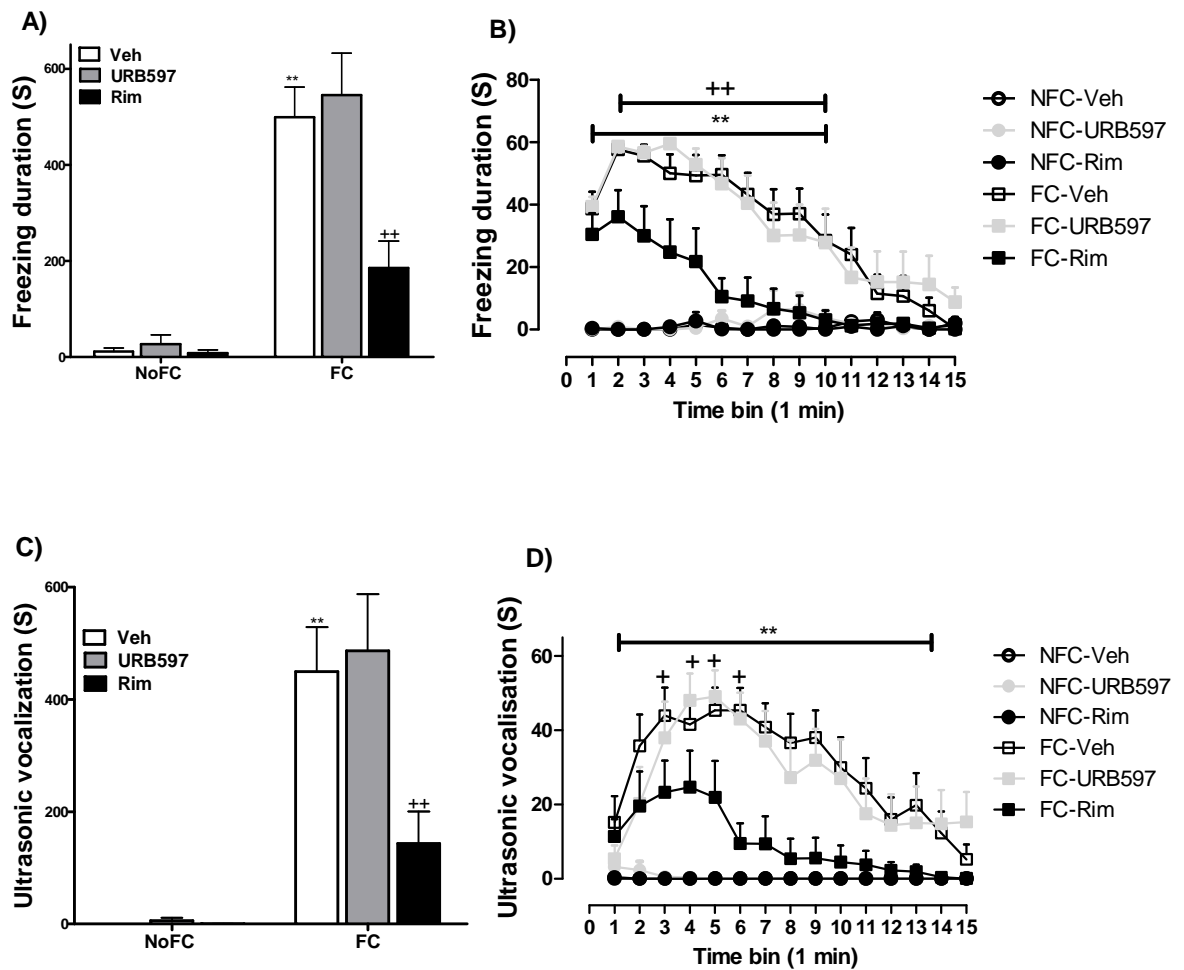 A)
Veh
URB597
Rim
Freezing duration (S)
600
400
200
0
**
++
NoFC
FC
B)
Freezing duration (S)
80
60
40
20
0
++
**
0 1 2 3 4 5 6 7 8 9 10 11 12 13 14 15
Time bin (1 min)
NFC-Veh
NFC-URB597
NFC-Rim
FC-Veh
FC-URB597
FC-Rim
C)
Veh
URB597
Rim
Ultrasonic vocalization (S)
600
400
200
0
**
++
NoFC
FC
D)
Ultrasonic vocalisation (S)
60
40
20
0
**
+ + + +
0 1 2 3 4 5 6 7 8 9 10 11 12 13 14 15
Time bin (1 min)
NFC-Veh
NFC-URB597
NFC-Rim
FC-Veh
FC-URB597
FC-Rim